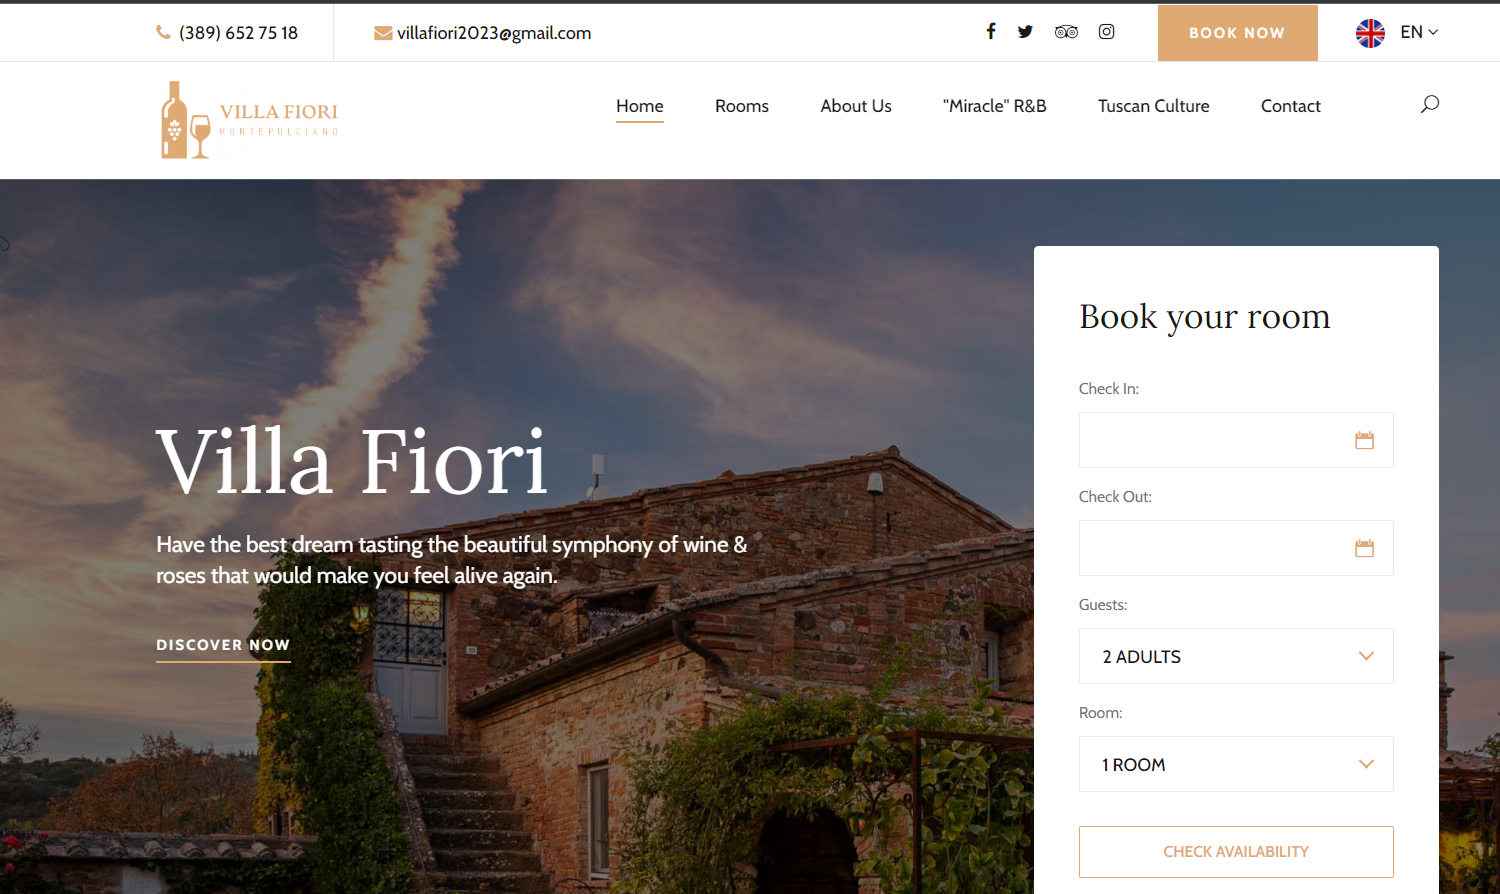 (389) 652 75 18
villafiori2023@gmail.com
BOOK NOW
EN
VILLA FIORI
MONTEPULCIANO
Home
Rooms
About Us
"Miracle" R&B
Tuscan Culture
Contact
Villa Fiori
Have the best dream tasting the beautiful symphony of wine &
roses that would make you feel alive again.
DISCOVER NOW
Book your room
Check In:
Check Out:
Guests:
2 ADULTS
Room:
1 ROOM
CHECK AVAILABILITY